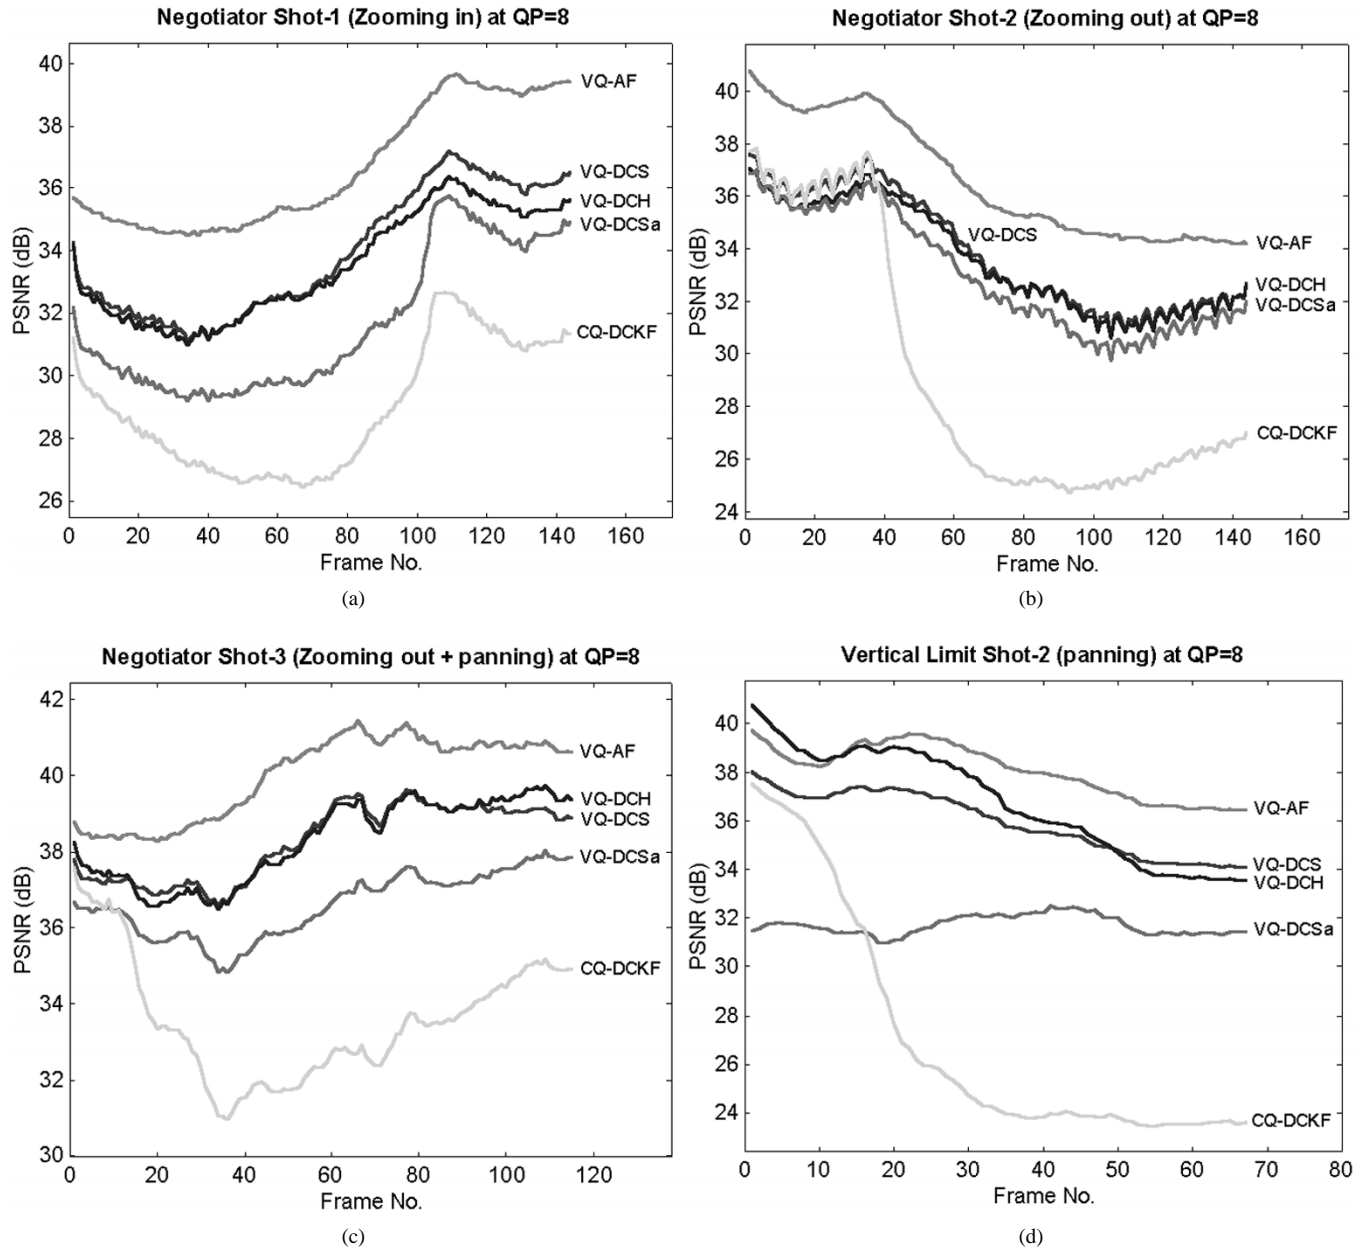 Negotiator Shot-1 (Zooming in) at QP=8
PSNR (dB)
40
38
36
34
32
30
28
26
0 20 40 60 80 100 120 140 160
Frame No.
VQ-AF
VQ-DCS
VQ-DCH
VQ-DCSa
CQ-DCKF
(a)
Negotiator Shot-2 (Zooming out) at QP=8
PSNR (dB)
40
38
36
34
32
30
28
26
24
0 20 40 60 80 100 120 140 160
Frame No.
VQ-DCS
VQ-AF
VQ-DCH
VQ-DCSa
CQ-DCKF
(b)
Negotiator Shot-3 (Zooming out + panning) at QP=8
PSNR (dB)
42
40
38
36
34
32
30
0 20 40 60 80 100 120
Frame No.
VQ-AF
VQ-DCH
VQ-DCS
VQ-DCSa
CQ-DCKF
(c)
Vertical Limit Shot-2 (panning) at QP=8
PSNR (dB)
40
38
36
34
32
30
28
26
24
0 10 20 30 40 50 60 70 80
Frame No.
VQ-AF
VQ-DCS
VQ-DCH
VQ-DCSa
CQ-DCKF
(d)